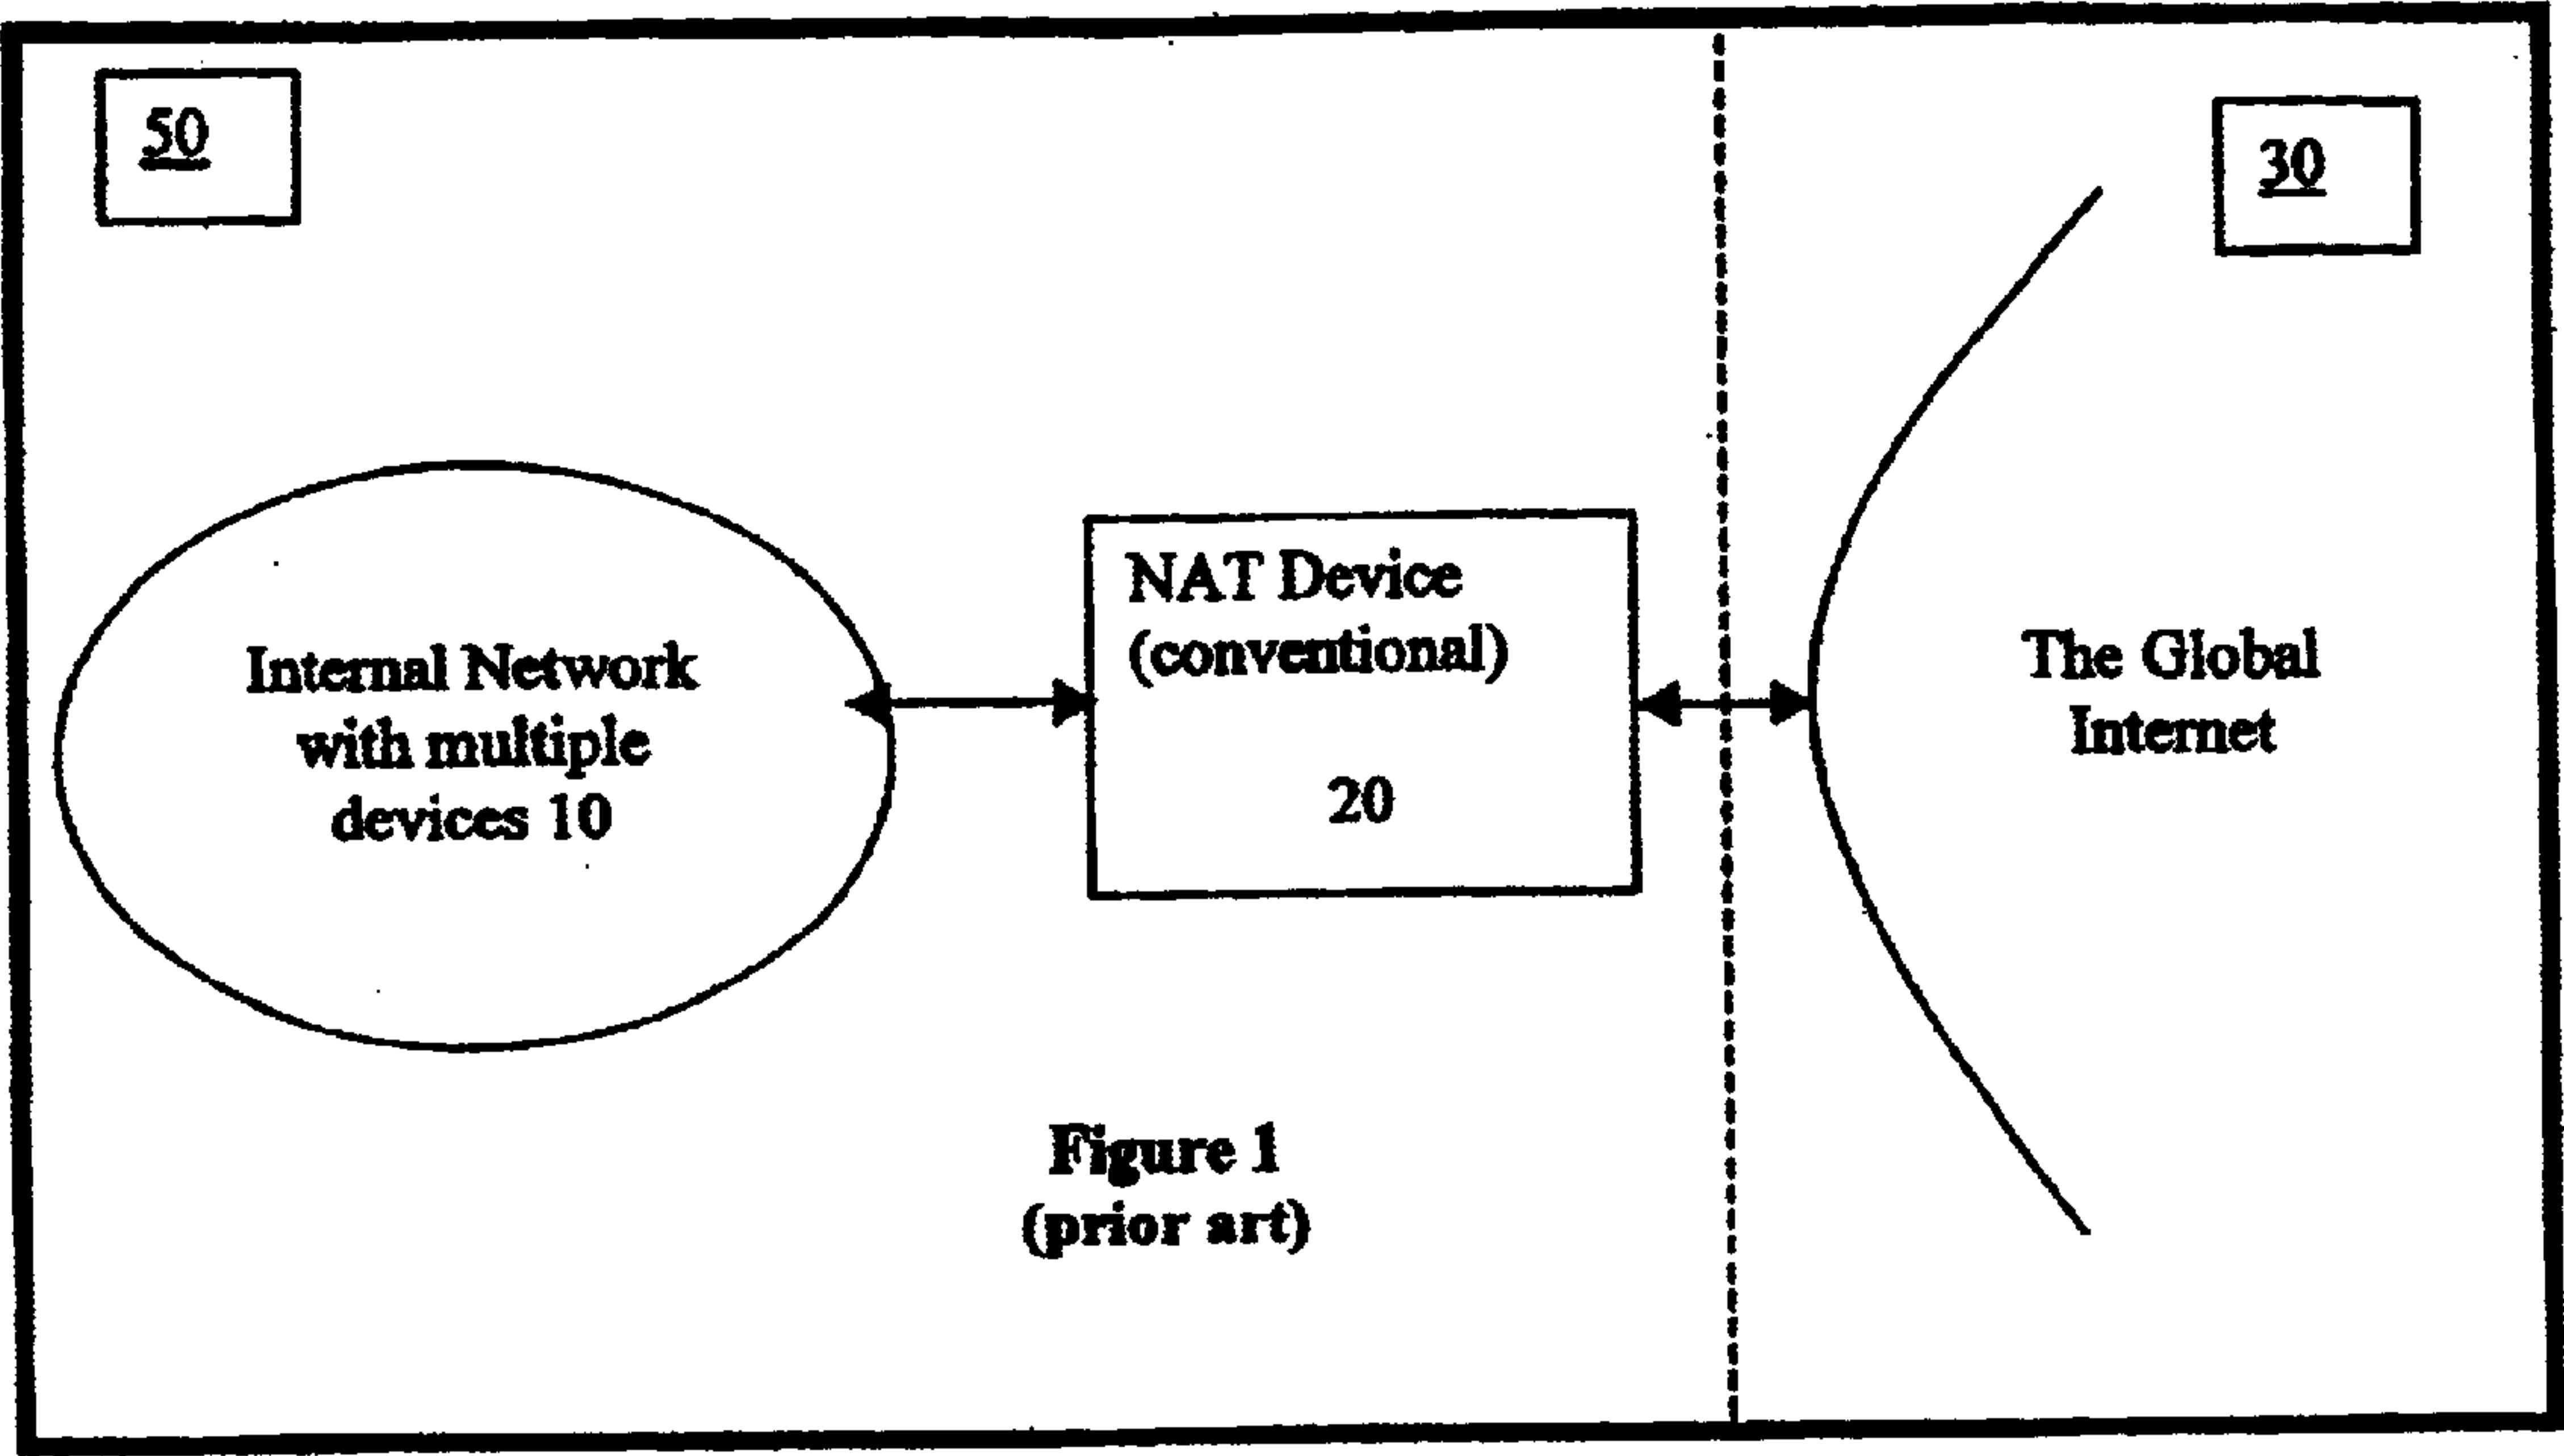 50
30
Internal Network
with multiple
devices 10
NAT Device
(conventional)
20
The Global
Internet
Figure 1
(prior art)